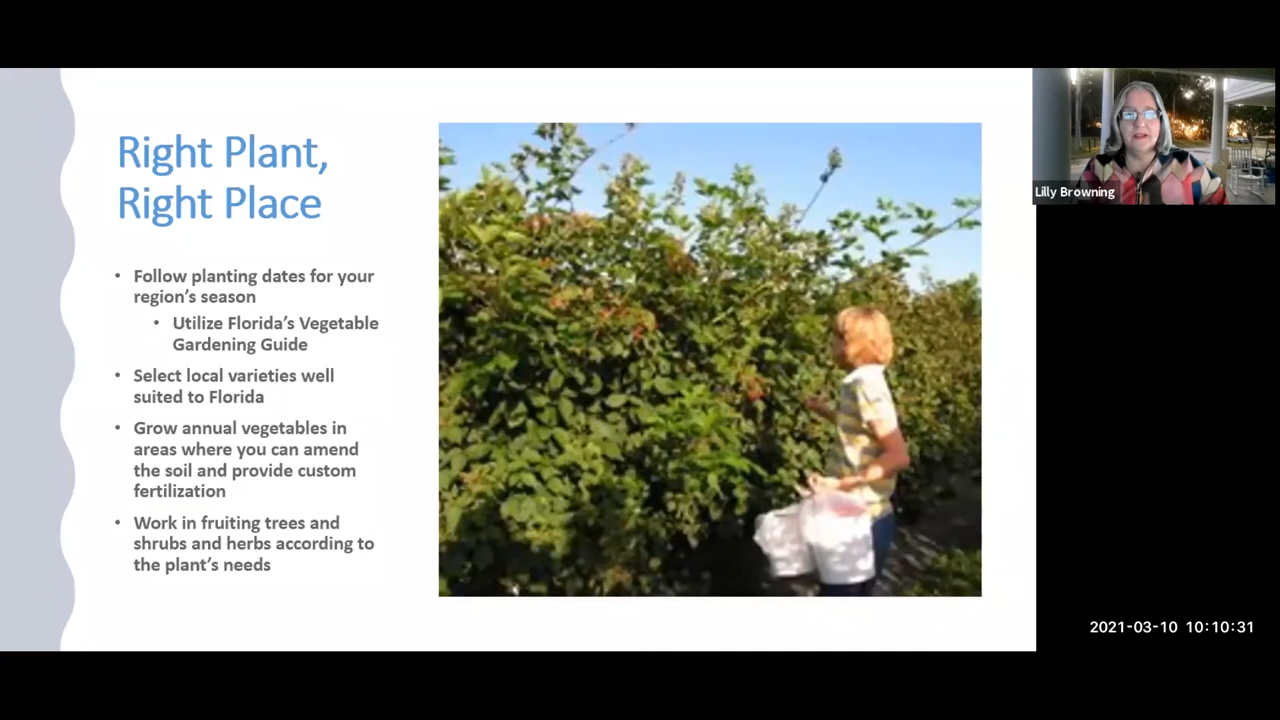 Right Plant,
Right Place
• Follow planting dates for your
region’s season
• Utilize Florida’s Vegetable
Gardening Guide
• Select local varieties well
suited to Florida
• Grow annual vegetables in
areas where you can amend
the soil and provide custom
fertilization
• Work in fruiting trees and
shrubs and herbs according to
the plant’s needs
Lilly Browning
2021-03-10 10:10:31